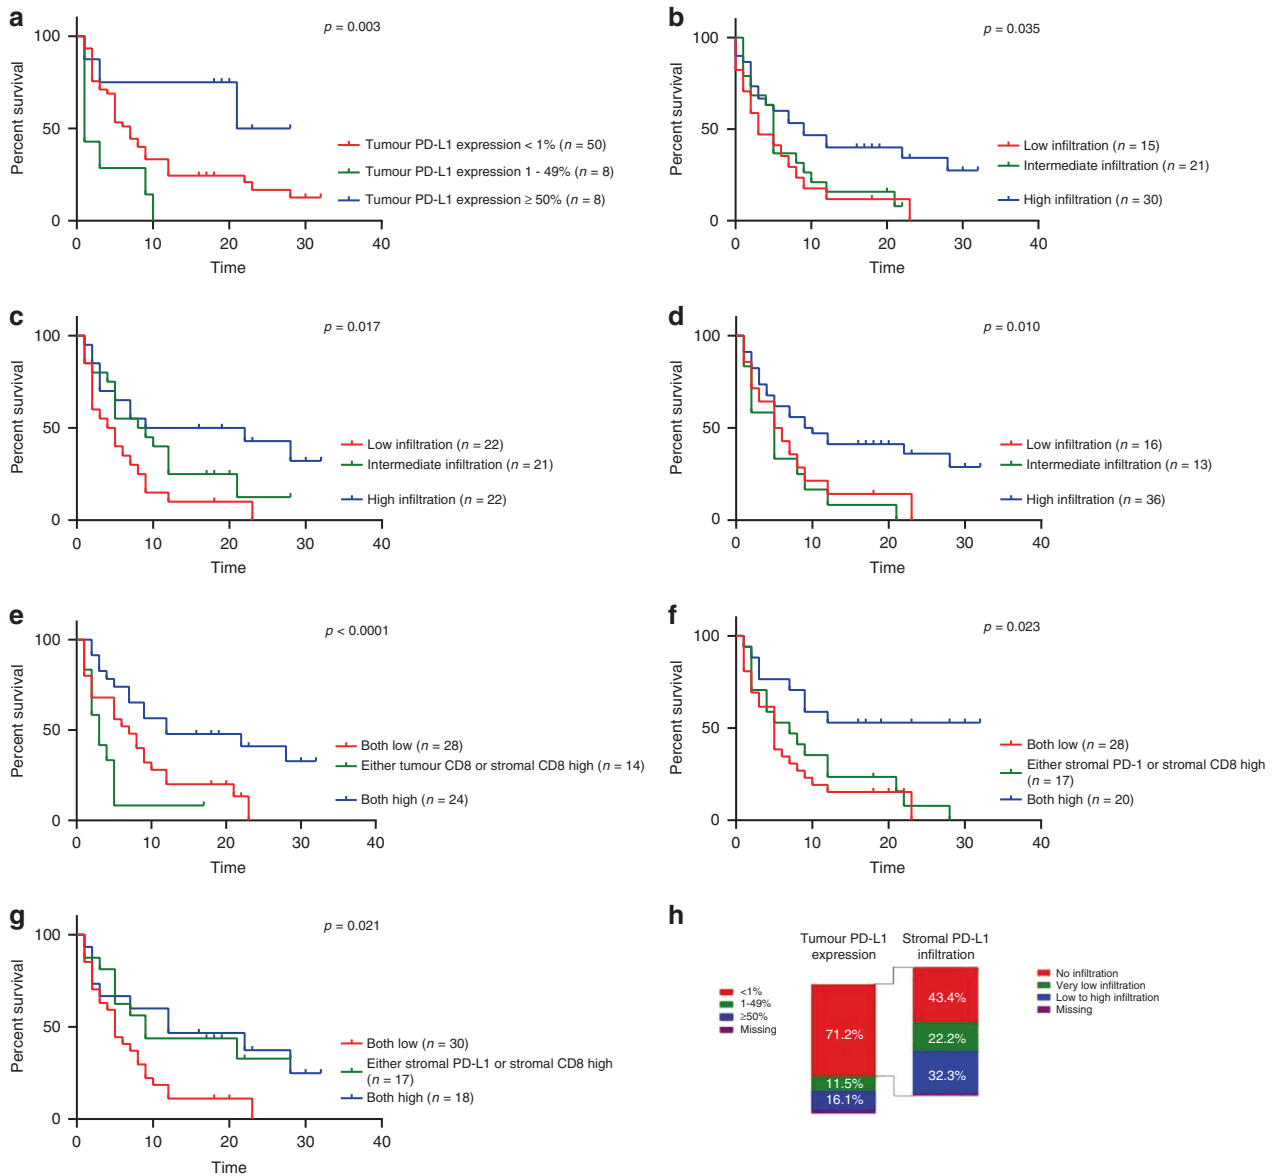 a
p = 0.003
100
50
0
Percent survival
0 10 20 30 40
Time
Tumour PD-L1 expression < 1% (n = 50)
Tumour PD-L1 expression 1 - 49% (n = 8)
Tumour PD-L1 expression ≥ 50% (n = 8)
b
p = 0.035
100
50
0
Percent survival
0 10 20 30 40
Time
Low infiltration (n = 15)
Intermediate infiltration (n = 21)
High infiltration (n = 30)
c
p = 0.017
100
50
0
Percent survival
0 10 20 30 40
Time
Low infiltration (n = 22)
Intermediate infiltration (n = 21)
High infiltration (n = 22)
d
p = 0.010
100
50
0
Percent survival
0 10 20 30 40
Time
Low infiltration (n = 16)
Intermediate infiltration (n = 13)
High infiltration (n = 36)
e
p < 0.0001
100
50
0
Percent survival
0 10 20 30 40
Time
Both low (n = 28)
Either tumour CD8 or stromal CD8 high (n = 14)
Both high (n = 24)
f
p = 0.023
100
50
0
Percent survival
0 10 20 30 40
Time
Both low (n = 28)
Either stromal PD-1 or stromal CD8 high
(n = 17)
Both high (n = 20)
g
p = 0.021
100
50
0
Percent survival
0 10 20 30 40
Time
Both low (n = 30)
Either stromal PD-L1 or stromal CD8 high
(n = 17)
Both high (n = 18)
h
Tumour PD-L1
expression
Stromal PD-L1
infiltration
<1%
1-49%
≥50%
Missing
71.2%
11.5%
16.1%
43.4%
22.2%
32.3%
No infiltration
Very low infiltration
Low to high infiltration
Missing